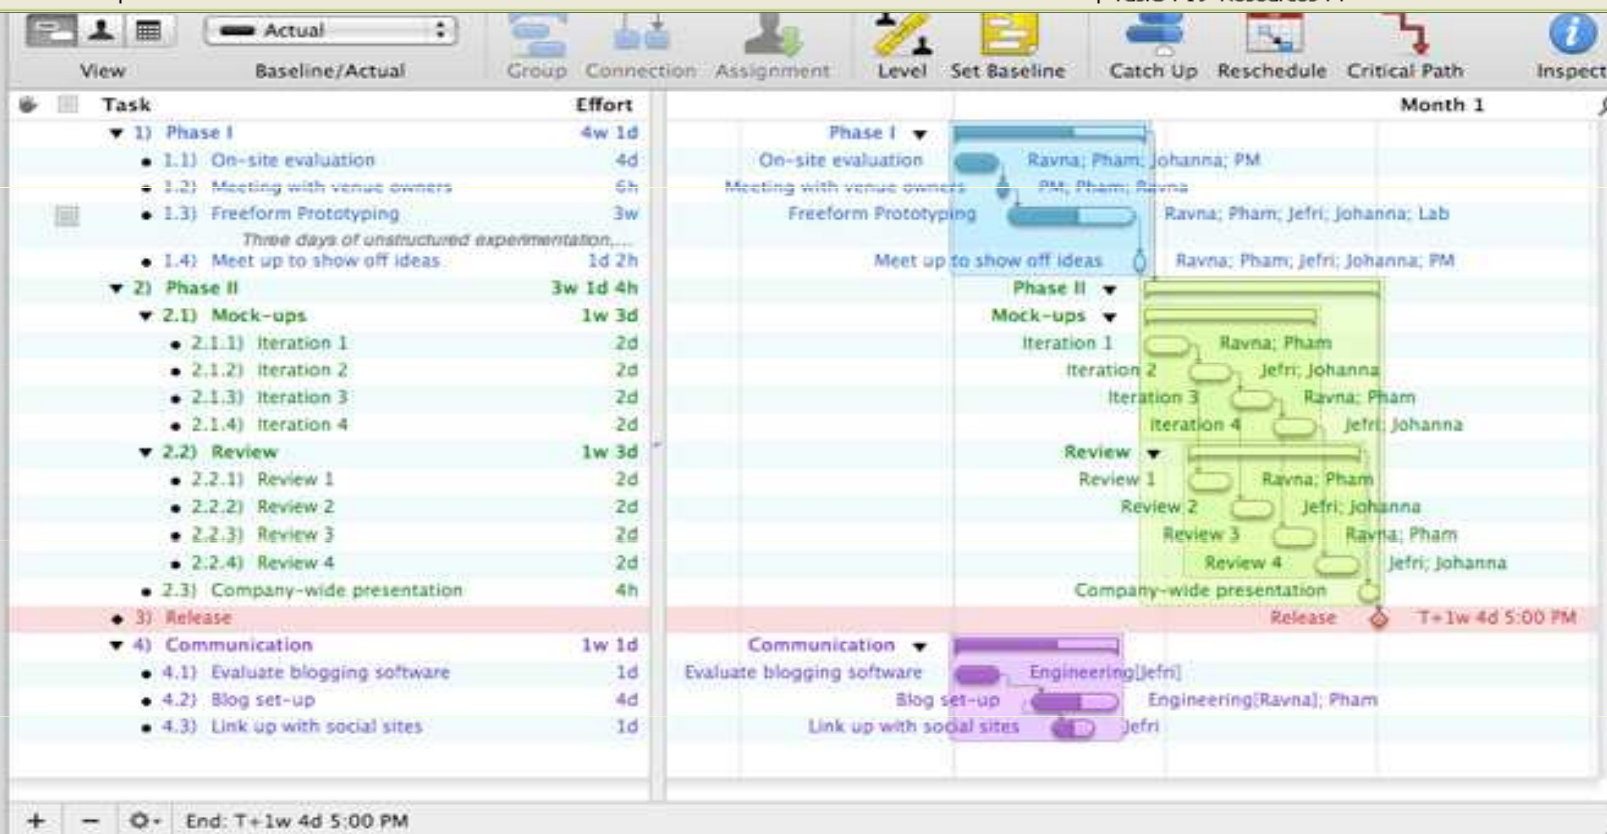 Actual
View Baseline/Actual Group Connection Assignment Level Set Baseline Catch Up Reschedule Critical Path Inspect
Task Effort Month 1
1) Phase I 4w 1d Phase I
1.1) On-site evaluation 4d On-site evaluation Ravna; Pham; Johanna; PM
1.2) Meeting with venue owners 6h Meeting with venue owners PM; Pham; Ravna
1.3) Freeform Prototyping 3w Freeform Prototyping Ravna; Pham; Jefri; Johanna; Lab
Three days of unstructured experimentation,...
1.4) Meet up to show off ideas 1d 2h Meet up to show off ideas Ravna; Pham; Jefri; Johanna; PM
2) Phase II 3w 1d 4h Phase II
2.1) Mock-ups 1w 3d Mock-ups
2.1.1) Iteration 1 2d Iteration 1 Ravna; Pham
2.1.2) Iteration 2 2d Iteration 2 Jefri; Johanna
2.1.3) Iteration 3 2d Iteration 3 Ravna; Pham
2.1.4) Iteration 4 2d Iteration 4 Jefri; Johanna
2.2) Review 1w 3d Review
2.2.1) Review 1 2d Review 1 Ravna; Pham
2.2.2) Review 2 2d Review 2 Jefri; Johanna
2.2.3) Review 3 2d Review 3 Ravna; Pham
2.2.4) Review 4 2d Review 4 Jefri; Johanna
2.3) Company-wide presentation 4h Company-wide presentation
3) Release Release T+1w 4d 5:00 PM
4) Communication 1w 1d Communication
4.1) Evaluate blogging software 1d Evaluate blogging software Engineering[Jefri]
4.2) Blog set-up 4d Blog set-up Engineering[Ravna]; Pham
4.3) Link up with social sites 1d Link up with social sites Jefri
+ − End: T+1w 4d 5:00 PM